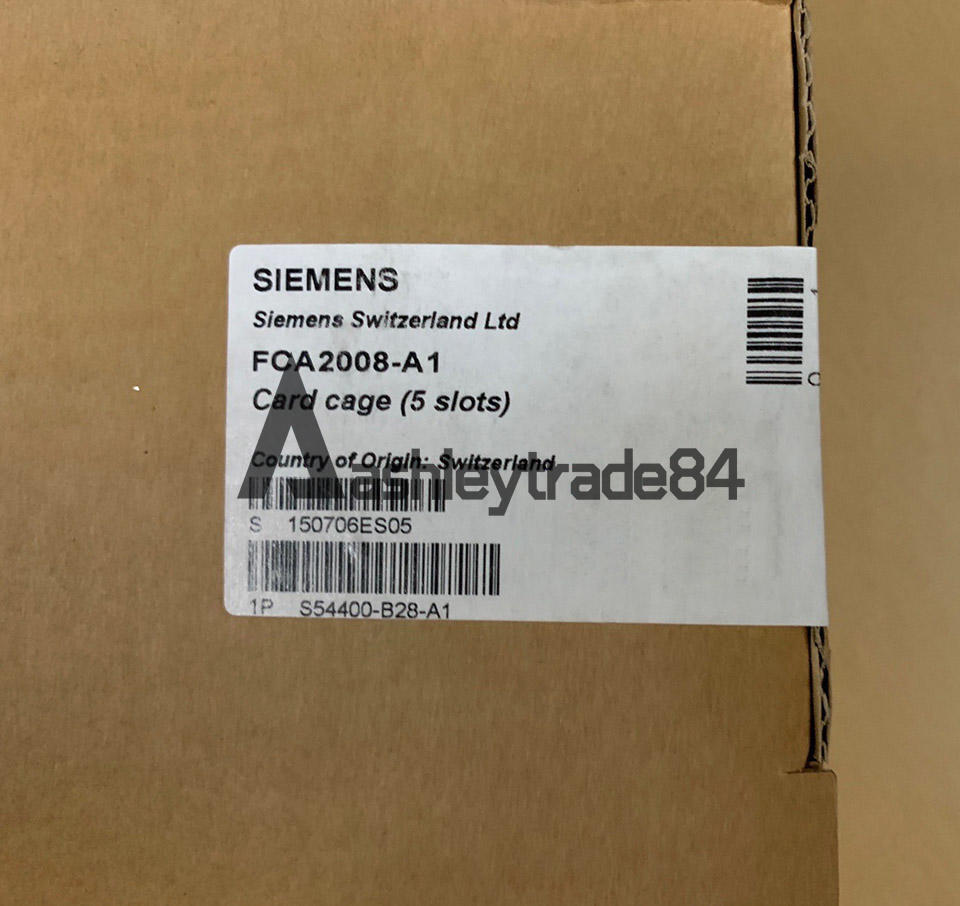 SIEMENS
Siemens Switzerland Ltd
FCA2008-A1
Card cage (5 slots)
Country of Origin: Switzerland
ashleytrade84
S 150706ES05
1P S54400-B28-A1